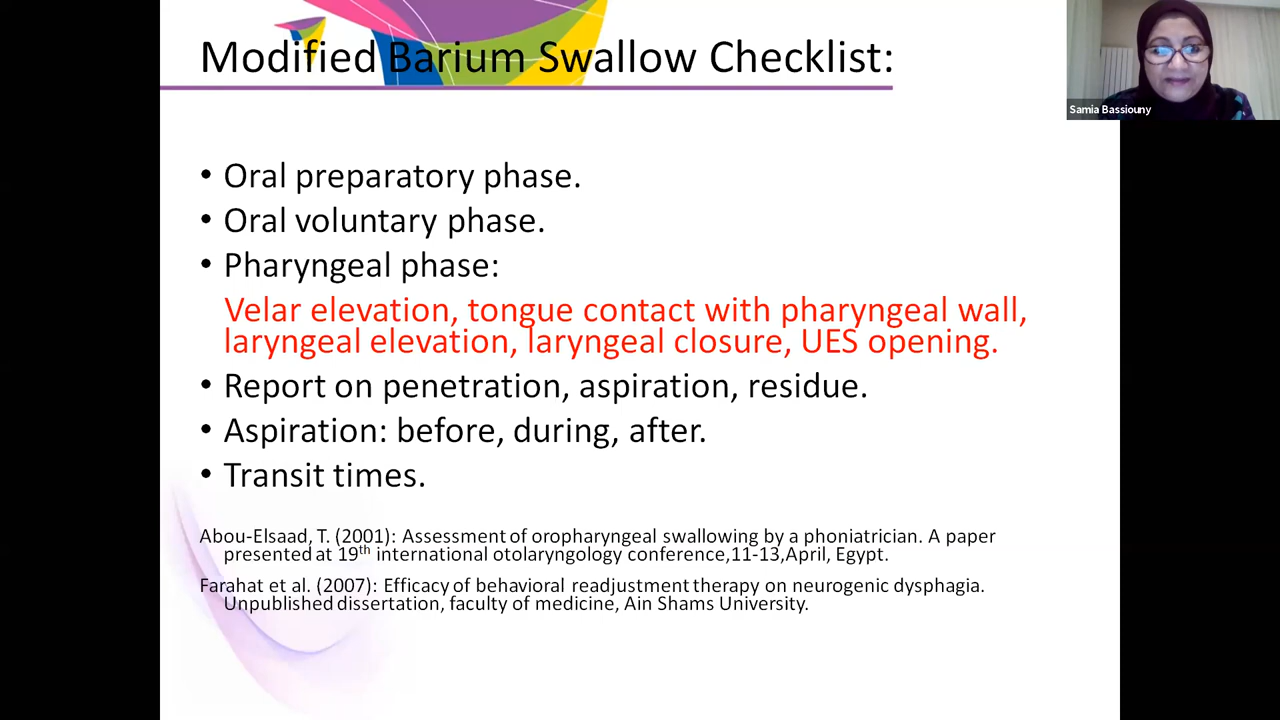 Modified Barium Swallow Checklist:
Samia Bassiouny
• Oral preparatory phase.
• Oral voluntary phase.
• Pharyngeal phase:
Velar elevation, tongue contact with pharyngeal wall,
laryngeal elevation, laryngeal closure, UES opening.
• Report on penetration, aspiration, residue.
• Aspiration: before, during, after.
• Transit times.
Abou-Elsaad, T. (2001): Assessment of oropharyngeal swallowing by a phoniatrician. A paper
presented at 19th international otolaryngology conference,11-13,April, Egypt.
Farahat et al. (2007): Efficacy of behavioral readjustment therapy on neurogenic dysphagia.
Unpublished dissertation, faculty of medicine, Ain Shams University.